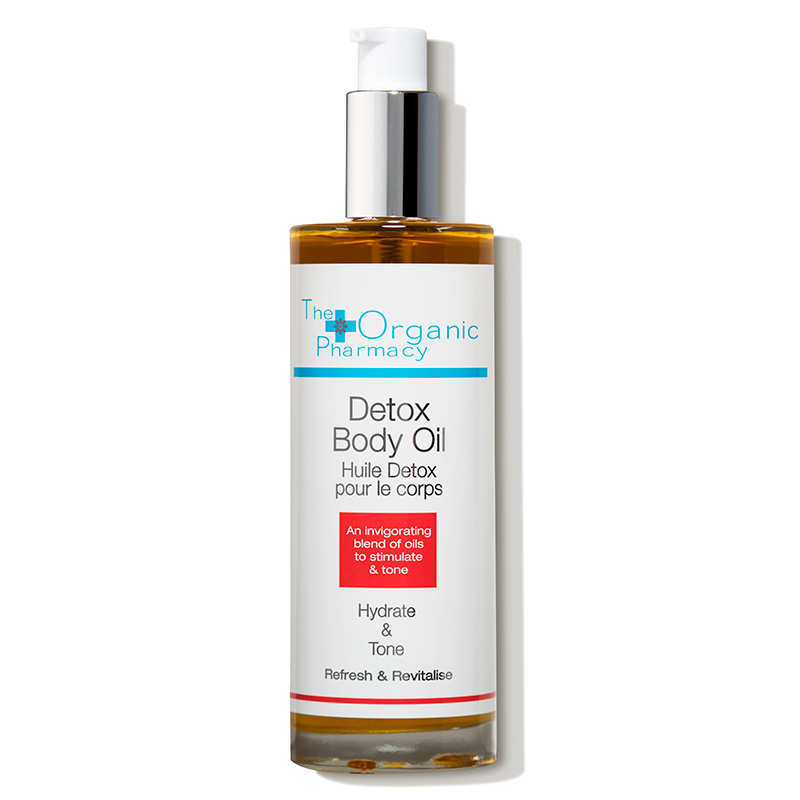 The Organic
Pharmacy
Detox
Body Oil
Huile Detox
pour le corps
An invigorating
blend of oils
to stimulate
& tone
Hydrate
&
Tone
Refresh & Revitalise